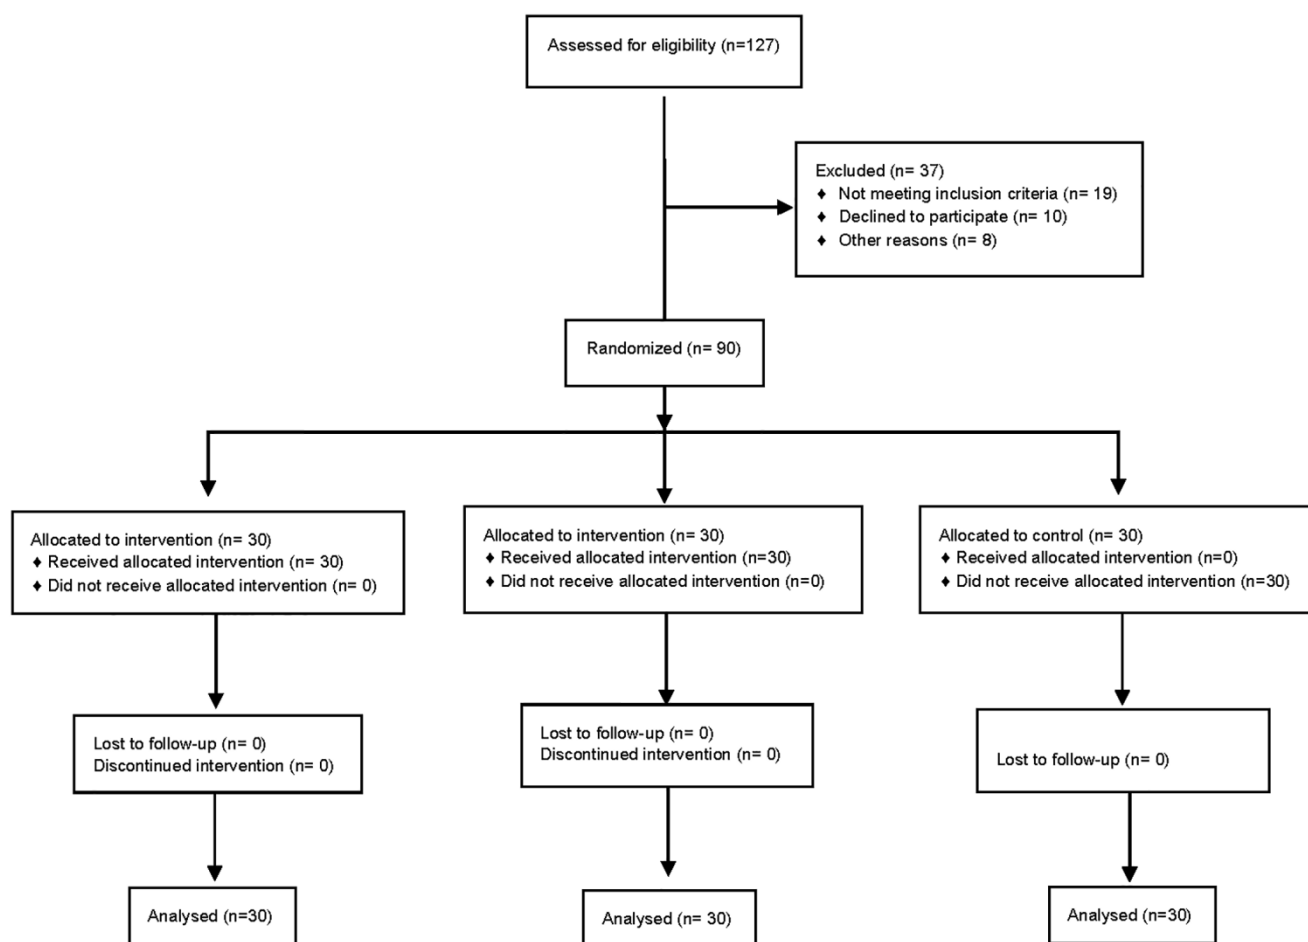 Assessed for eligibility (n=127)
Excluded (n= 37)
♦ Not meeting inclusion criteria (n= 19)
♦ Declined to participate (n= 10)
♦ Other reasons (n= 8)
Randomized (n= 90)
Allocated to intervention (n= 30)
♦ Received allocated intervention (n= 30)
♦ Did not receive allocated intervention (n= 0)
Allocated to intervention (n= 30)
♦ Received allocated intervention (n=30)
♦ Did not receive allocated intervention (n=0)
Allocated to control (n= 30)
♦ Received allocated intervention (n=0)
♦ Did not receive allocated intervention (n=30)
Lost to follow-up (n= 0)
Discontinued intervention (n= 0)
Lost to follow-up (n= 0)
Discontinued intervention (n= 0)
Lost to follow-up (n= 0)
Analysed (n=30)
Analysed (n= 30)
Analysed (n=30)